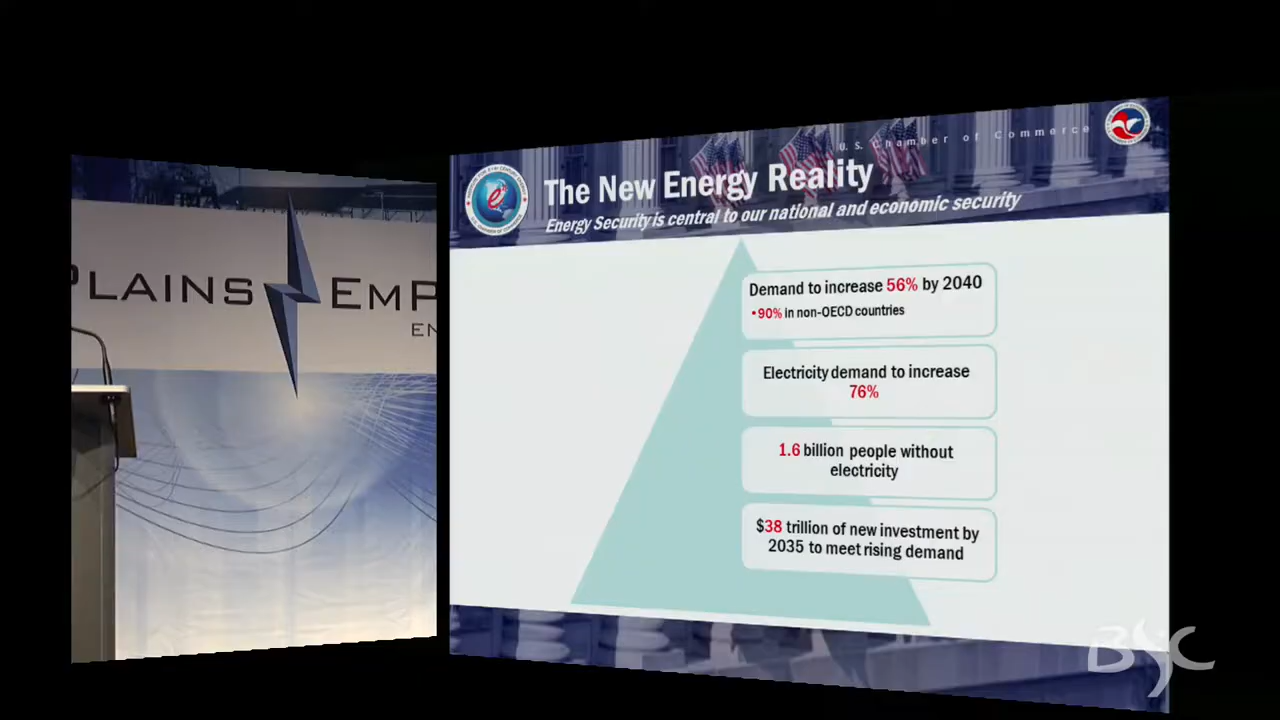 PLAINS EMP
EN
U.S. Chamber of Commerce
The New Energy Reality
Energy Security is central to our national and economic security
Demand to increase 56% by 2040
•90% in non-OECD countries
Electricity demand to increase
76%
1.6 billion people without
electricity
$38 trillion of new investment by
2035 to meet rising demand
BYC